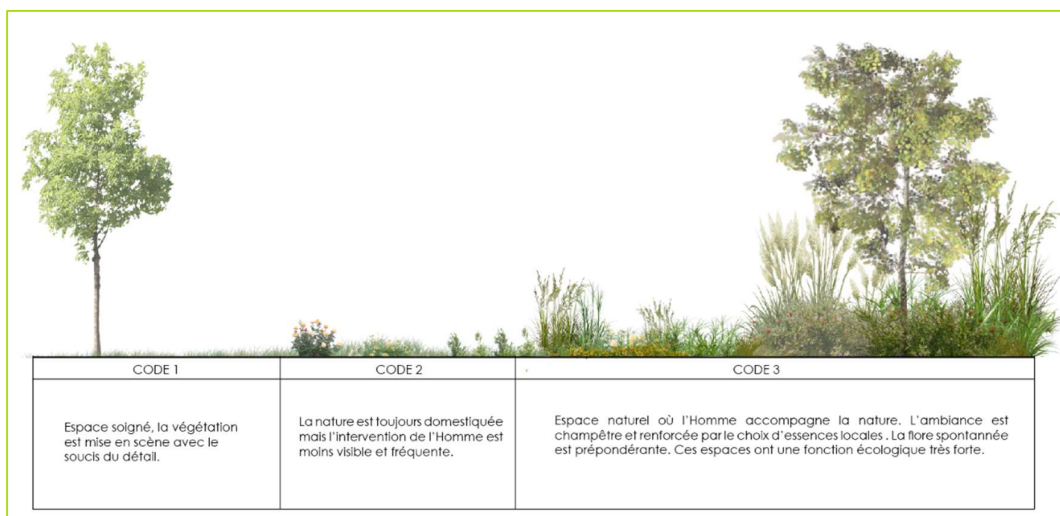 CODE 1
CODE 2
CODE 3
Espace soigné, la végétation
est mise en scène avec le
soucis du détail.
La nature est toujours domestiquée
mais l'intervention de l'Homme est
moins visible et fréquente.
Espace naturel où l'Homme accompagne la nature. L'ambiance est
champêtre et renforcée par le choix d'essences locales . La flore spontannée
est prépondérante. Ces espaces ont une fonction écologique très forte.